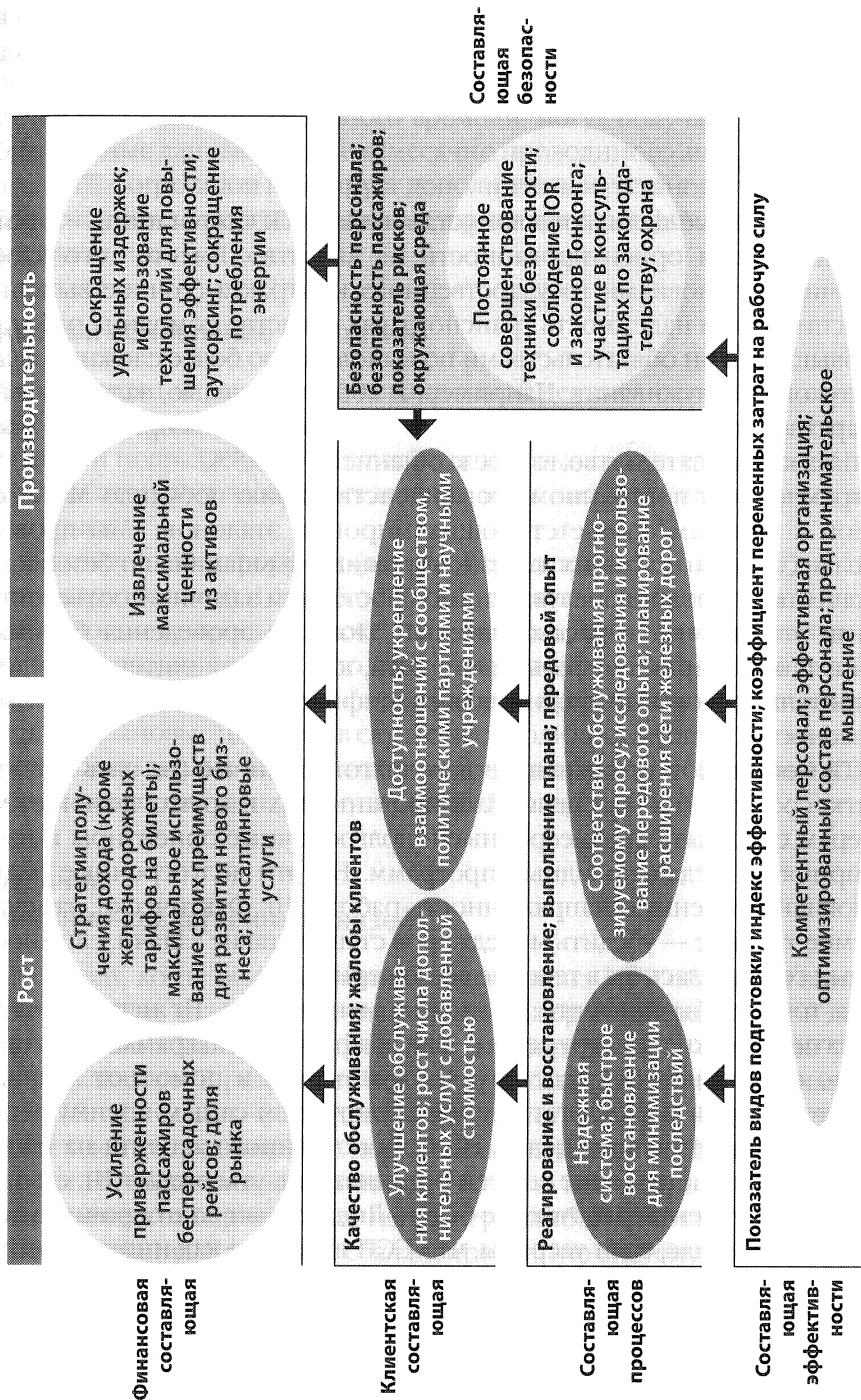 Рост
Производительность
Финансовая
составля-
ющая
Усиление
приверженности
пассажиров
беспересадочных
рейсов; доля
рынка
Стратегии полу-
чения дохода (кроме
железнодорожных
тарифов на билеты);
максимальное использо-
вание своих преимуществ
для развития нового биз-
неса; консалтинговые
услуги
Извлечение
максимальной
ценности
из активов
Сокращение
удельных издержек;
использование
технологий для повы-
шения эффективности;
аутсорсинг; сокращение
потребления
энергии
Клиентская
составля-
ющая
Качество обслуживания; жалобы клиентов
Улучшение обслужива-
ния клиентов; рост числа допол-
нительных услуг с добавленной
стоимостью
Доступность; укрепление
взаимоотношений с сообществом,
политическими партиями и научными
учреждениями
Составля-
ющая
процессов
Реагирование и восстановление; выполнение плана; передовой опыт
Надежная
система; быстрое
восстановление
для минимизации
последствий
Соответствие обслуживания прогно-
зируемому спросу; исследования и использо-
вание передового опыта; планирование
расширения сети железных дорог
Безопасность персонала;
безопасность пассажиров;
показатель рисков;
окружающая среда
Постоянное
совершенствование
техники безопасности;
соблюдение IOR
и законов Гонконга;
участие в консуль-
тациях по законода-
тельству; охрана
Составля-
ющая
безопас-
ности
Составля-
ющая
эффектив-
ности
Показатель видов подготовки; индекс эффективности; коэффициент переменных затрат на рабочую силу
Компетентный персонал; эффективная организация;
оптимизированный состав персонала; предпринимательское
мышление